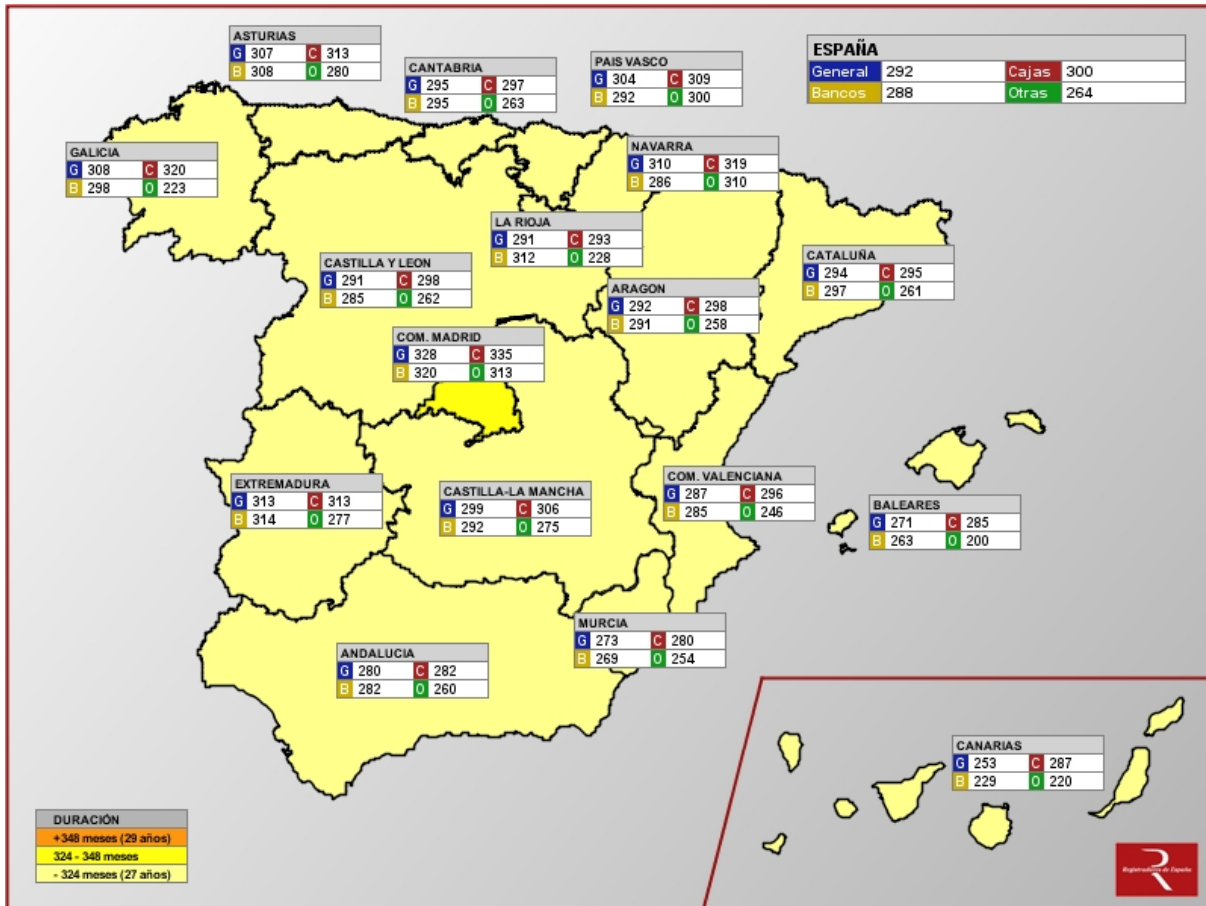 ASTURIAS
G 307 C 313
B 308 O 280
CANTABRIA
G 295 C 297
B 295 O 263
PAIS VASCO
G 304 C 309
B 292 O 300
ESPAÑA
General 292 Cajas 300
Bancos 288 Otras 264
GALICIA
G 308 C 320
B 298 O 223
NAVARRA
G 310 C 319
B 286 O 310
LA RIOJA
G 291 C 293
B 312 O 228
CASTILLA Y LEON
G 291 C 298
B 285 O 262
CATALUÑA
G 294 C 295
B 297 O 261
ARAGON
G 292 C 298
B 291 O 258
COM. MADRID
G 328 C 335
B 320 O 313
EXTREMADURA
G 313 C 313
B 314 O 277
CASTILLA-LA MANCHA
G 299 C 306
B 292 O 275
COM. VALENCIANA
G 287 C 296
B 285 O 246
BALEARES
G 271 C 285
B 263 O 200
MURCIA
G 273 C 280
B 269 O 254
ANDALUCIA
G 280 C 282
B 282 O 260
CANARIAS
G 253 C 287
B 229 O 220
DURACIÓN
+348 meses (29 años)
324 - 348 meses
- 324 meses (27 años)
R
Registradores de España